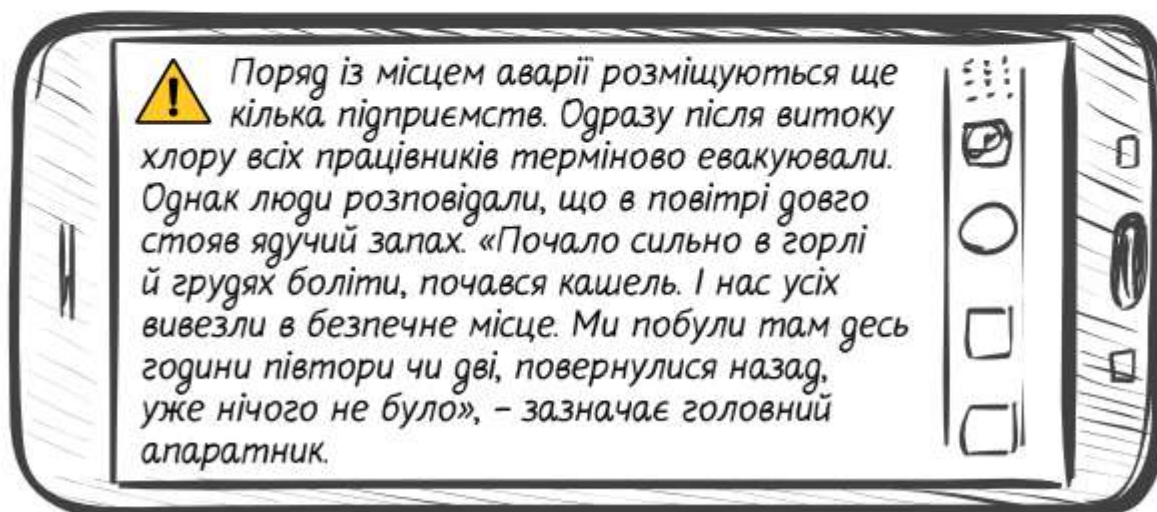 Поряд із місцем аварії розміщуються ще
кілька підприємств. Одразу після витоку
хлору всіх працівників терміново евакуювали.
Однак люди розповідали, що в повітрі довго
стояв ядучий запах. «Почало сильно в горлі
й грудях боліти, почався кашель. І нас усіх
вивезли в безпечне місце. Ми побули там десь
години півтори чи дві, повернулися назад,
уже нічого не було», – зазначає головний
апаратник.